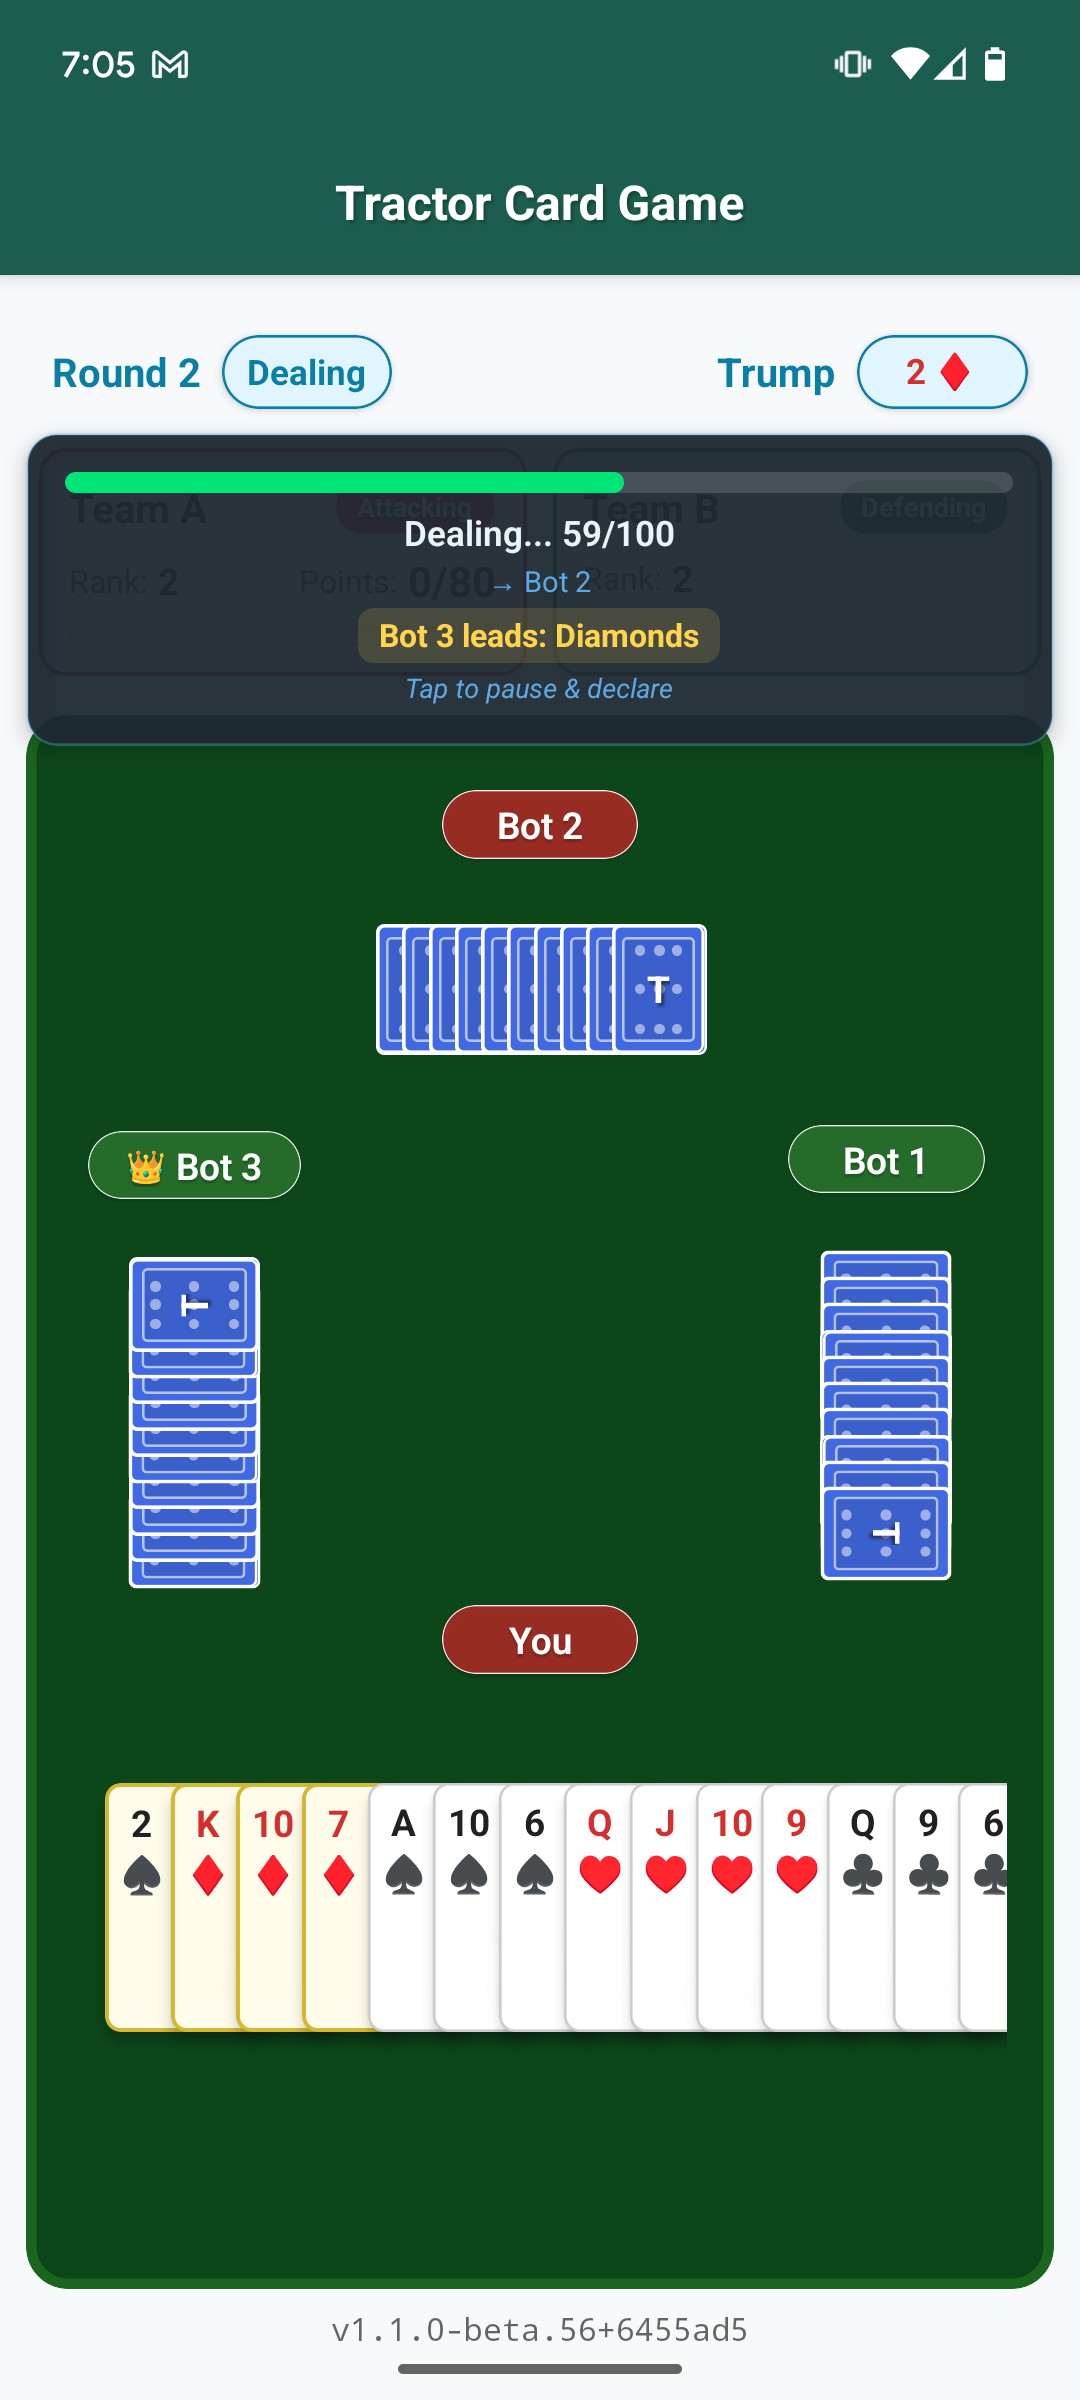 7:05
Tractor Card Game
Round 2 Dealing Trump 2
Team A Attacking Team B Defending
Dealing... 59/100
Rank: 2 Points: 0/80 → Bot 2 Rank: 2
Bot 3 leads: Diamonds
Tap to pause & declare
Bot 2
T
Bot 3
Bot 1
T
T
You
2 K 10 7 A 10 6 Q J 10 9 Q 9 6
v1.1.0-beta.56+6455ad5